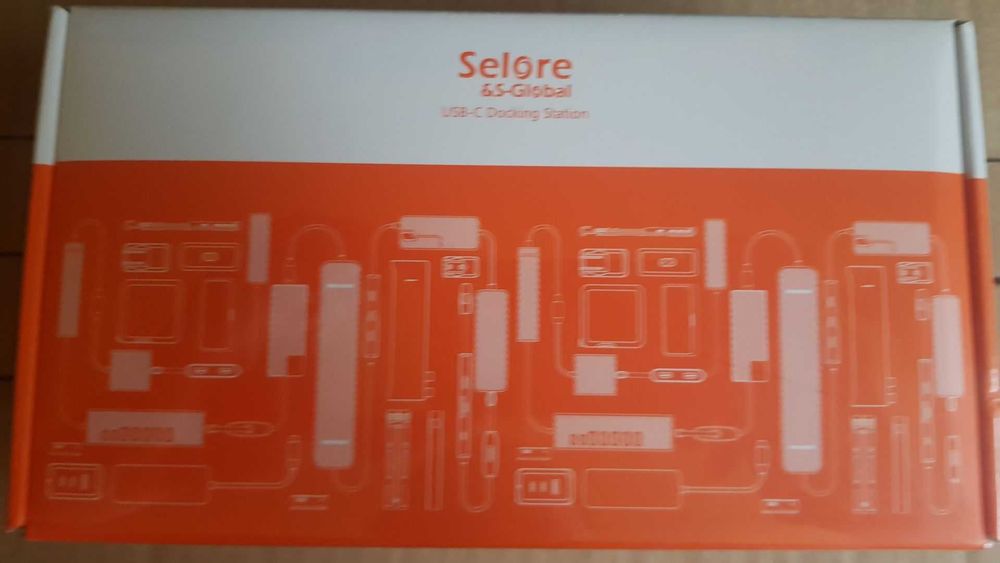 Selore
&S-Global
USB-C Docking Station